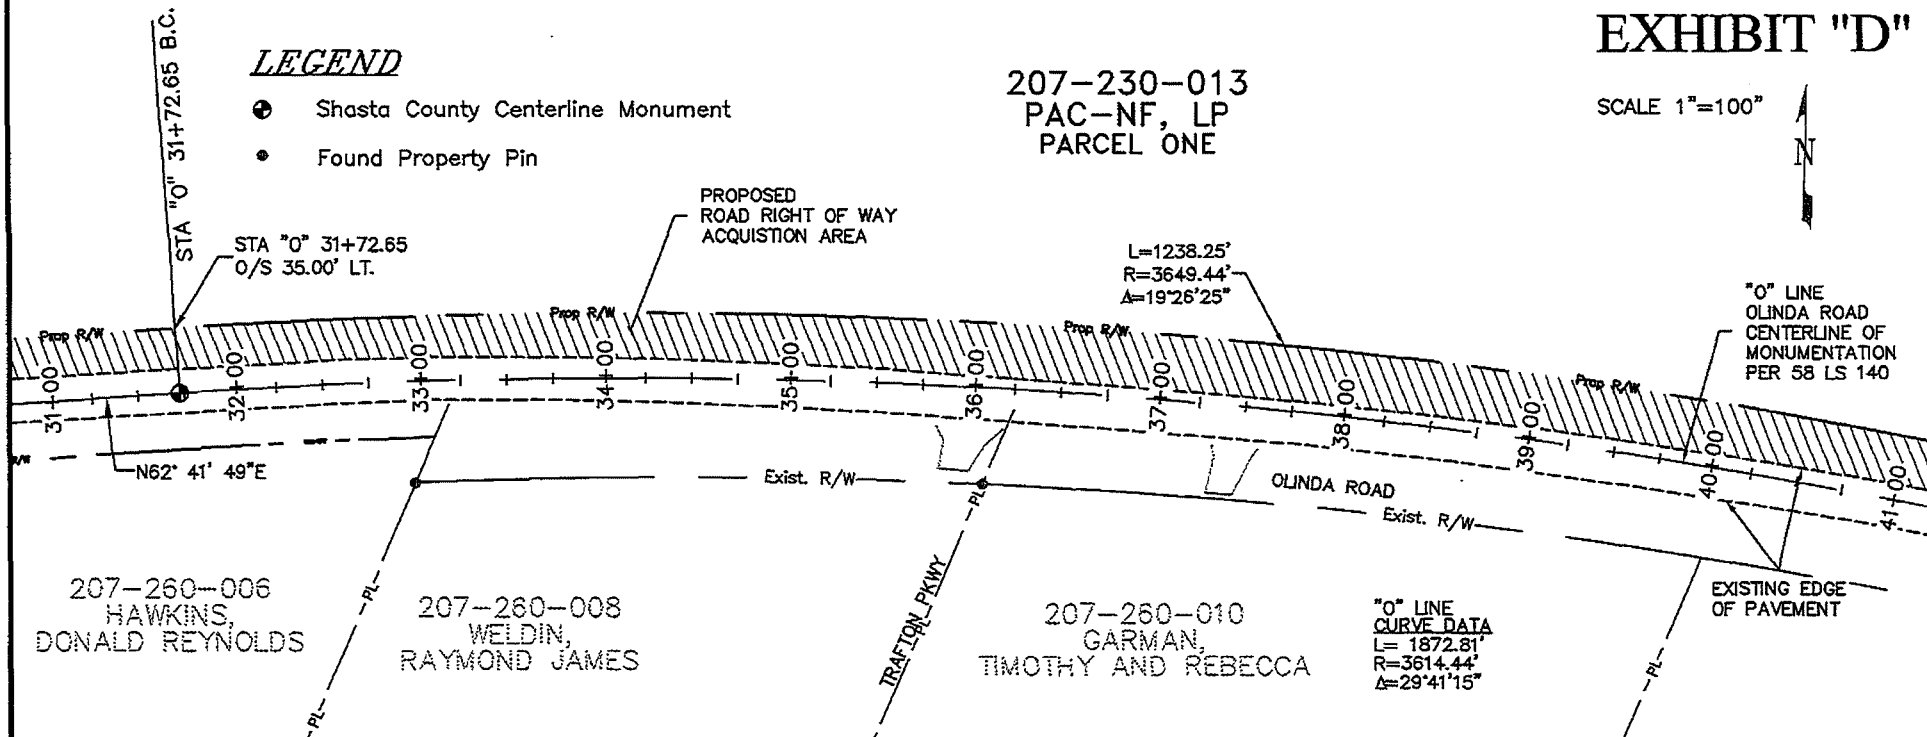 EXHIBIT "D"
SCALE 1"=100"
N
LEGEND
Shasta County Centerline Monument
Found Property Pin
STA "O" 31+72.65 B.C.
STA "O" 31+72.65
O/S 35.00' LT.
207-230-013
PAC-NF, LP
PARCEL ONE
PROPOSED
ROAD RIGHT OF WAY
ACQUISTION AREA
L=1238.25'
R=3649.44'
Δ=19°26'25"
"O" LINE
OLINDA ROAD
CENTERLINE OF
MONUMENTATION
PER 58 LS 140
Prop R/W
Prop R/W
Prop R/W
Prop R/W
31+00
32+00
33+00
34+00
35+00
36+00
37+00
38+00
39+00
40+00
41+00
N62° 41' 49"E
R/W
Exist. R/W
OLINDA ROAD
Exist. R/W
EXISTING EDGE
OF PAVEMENT
207-260-006
HAWKINS,
DONALD REYNOLDS
PL
PL
207-260-008
WELDIN,
RAYMOND JAMES
PL
TRAFTON PKWY
PL
207-260-010
GARMAN,
TIMOTHY AND REBECCA
"O" LINE
CURVE DATA
L= 1872.81'
R=3614.44'
Δ=29°41'15"
PL